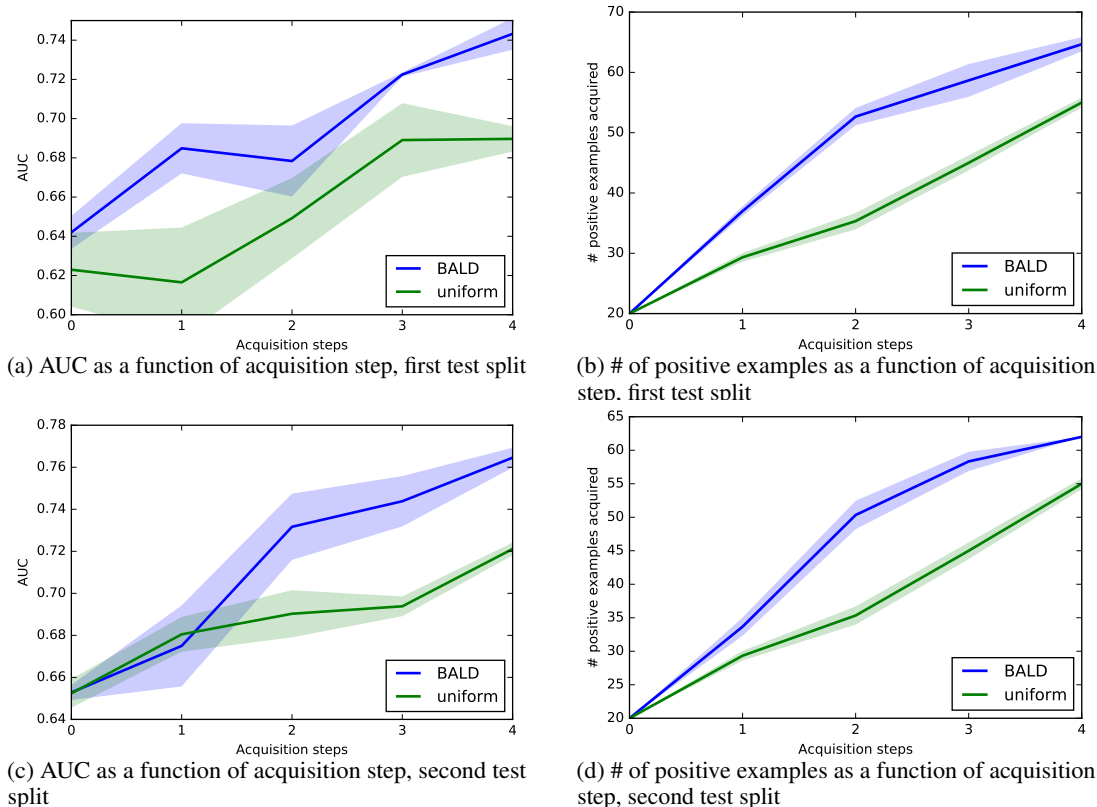 0.74
0.72
0.70
0.68
0.66
0.64
0.62
0.60
AUC
0 1 2 3 4
Acquisition steps
BALD
uniform
(a) AUC as a function of acquisition step, first test split
70
60
50
40
30
20
# positive examples acquired
0 1 2 3 4
Acquisition steps
BALD
uniform
(b) # of positive examples as a function of acquisition
step, first test split
0.78
0.76
0.74
0.72
0.70
0.68
0.66
0.64
AUC
0 1 2 3 4
Acquisition steps
BALD
uniform
(c) AUC as a function of acquisition step, second test
split
65
60
55
50
45
40
35
30
25
20
# positive examples acquired
0 1 2 3 4
Acquisition steps
BALD
uniform
(d) # of positive examples as a function of acquisition
step, second test split